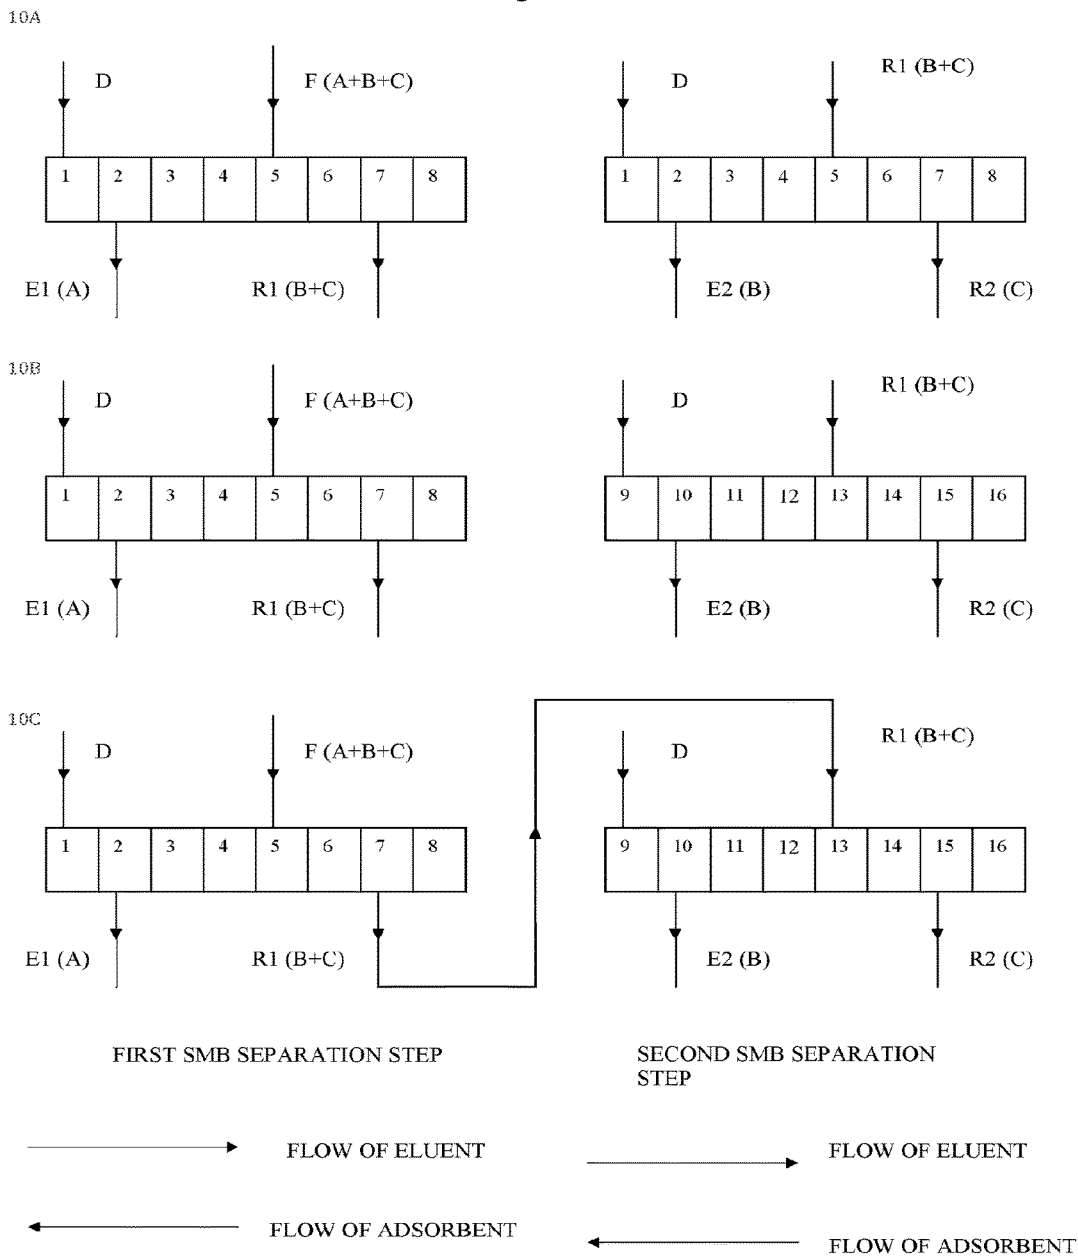 10A
D F (A+B+C) D R1 (B+C)
1 2 3 4 5 6 7 8 1 2 3 4 5 6 7 8
E1 (A) R1 (B+C) E2 (B) R2 (C)
10B
D F (A+B+C) D R1 (B+C)
1 2 3 4 5 6 7 8 9 10 11 12 13 14 15 16
E1 (A) R1 (B+C) E2 (B) R2 (C)
10C
D F (A+B+C) D R1 (B+C)
1 2 3 4 5 6 7 8 9 10 11 12 13 14 15 16
E1 (A) R1 (B+C) E2 (B) R2 (C)
FIRST SMB SEPARATION STEP
SECOND SMB SEPARATION
STEP
FLOW OF ELUENT
FLOW OF ELUENT
FLOW OF ADSORBENT
FLOW OF ADSORBENT